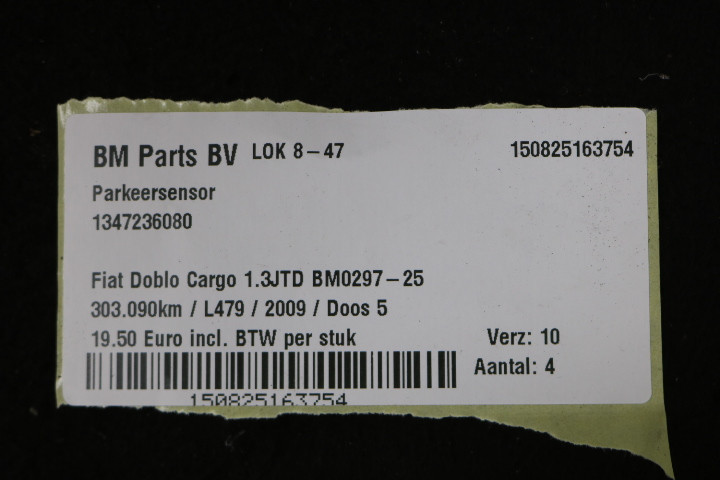 BM Parts BV LOK 8-47 150825163754
Parkeersensor
1347236080
Fiat Doblo Cargo 1.3JTD BM0297-25
303.090km / L479 / 2009 / Doos 5
19.50 Euro incl. BTW per stuk Verz: 10
Aantal: 4
150825163754